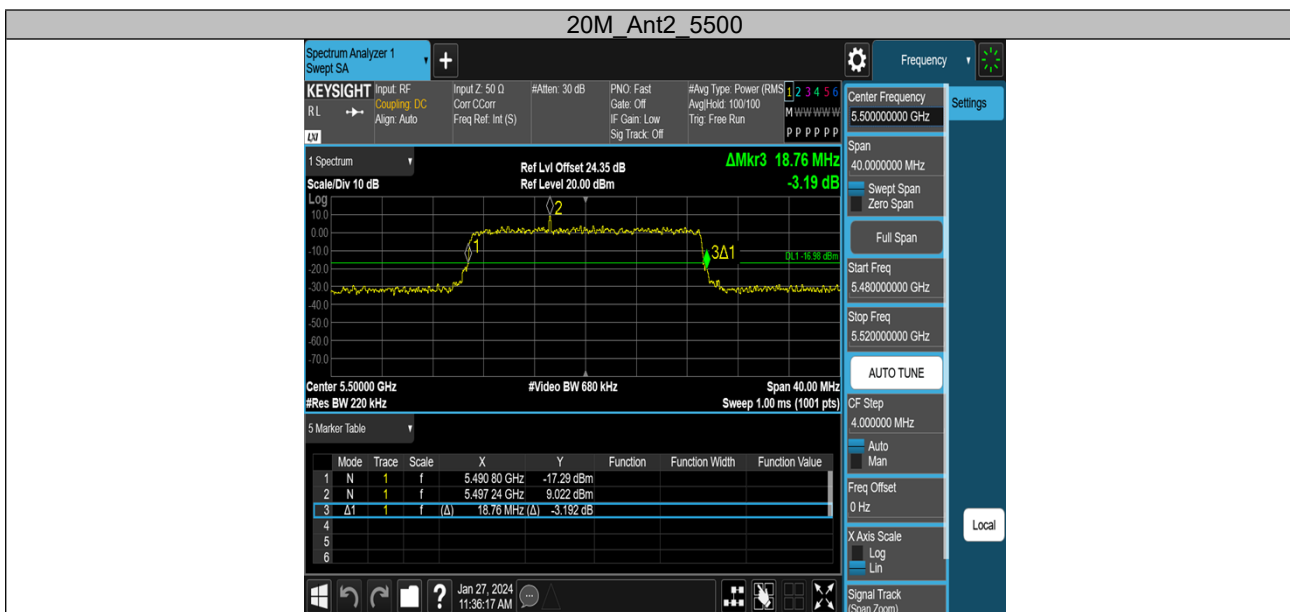 20M_Ant2_5500
Spectrum Analyzer 1
Swept SA
+
Frequency
KEYSIGHT
RL
LXI
Input: RF
Coupling: DC
Align: Auto
Input Z: 50 Ω
Corr CCorr
Freq Ref: Int (S)
#Atten: 30 dB
PNO: Fast
Gate: Off
IF Gain: Low
Sig Track: Off
#Avg Type: Power (RMS
Avg|Hold: 100/100
Trig: Free Run
1 2 3 4 5 6
M W W W W W
P P P P P P
1 Spectrum
Scale/Div 10 dB
Ref Lvl Offset 24.35 dB
Ref Level 20.00 dBm
ΔMkr3 18.76 MHz
-3.19 dB
Log
10.0
0.00
-10.0
-20.0
-30.0
-40.0
-50.0
-60.0
-70.0
2
1
3Δ1
DL1 -16.98 dBm
Center 5.50000 GHz
#Video BW 680 kHz
Span 40.00 MHz
#Res BW 220 kHz
Sweep 1.00 ms (1001 pts)
5 Marker Table
Mode Trace Scale X Y Function Function Width Function Value
1 N 1 f 5.490 80 GHz -17.29 dBm
2 N 1 f 5.497 24 GHz 9.022 dBm
3 Δ1 1 f (Δ) 18.76 MHz (Δ) -3.192 dB
4
5
6
?
Jan 27, 2024
11:36:17 AM
Center Frequency
5.500000000 GHz
Settings
Span
40.0000000 MHz
Swept Span
Zero Span
Full Span
Start Freq
5.480000000 GHz
Stop Freq
5.520000000 GHz
AUTO TUNE
CF Step
4.000000 MHz
Auto
Man
Freq Offset
0 Hz
X Axis Scale
Log
Lin
Local
Signal Track
(Span Zoom)